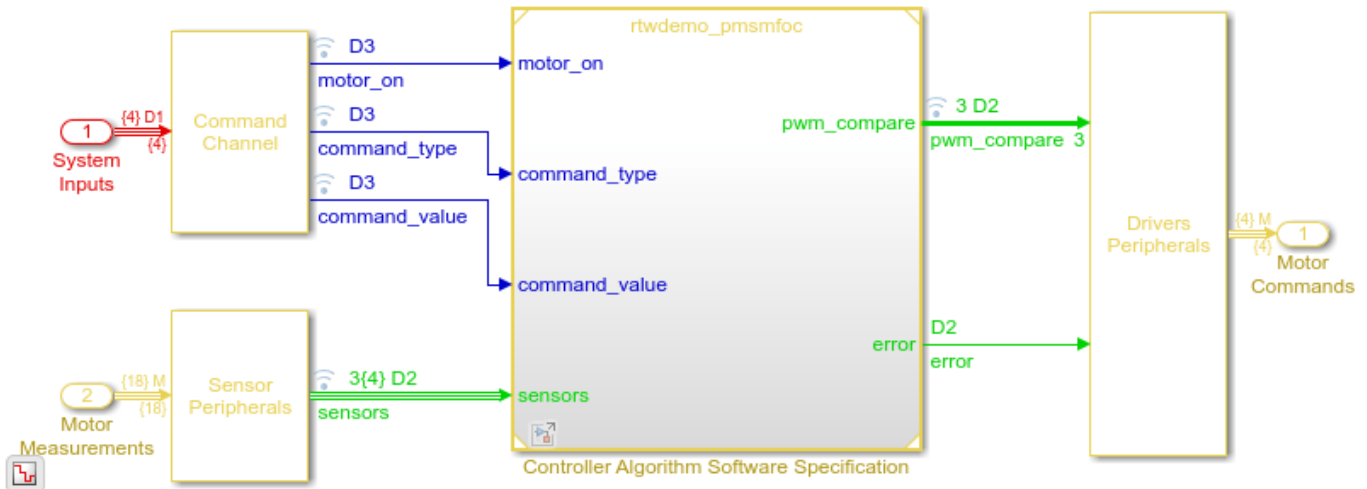 1
System
Inputs
{4} D1
{4}
Command
Channel
D3
motor_on
D3
command_type
D3
command_value
2
Motor
Measurements
{18} M
{18}
Sensor
Peripherals
3{4} D2
sensors
rtwdemo_pmsmfoc
motor_on
command_type
command_value
sensors
pwm_compare
error
Controller Algorithm Software Specification
3 D2
pwm_compare 3
D2
error
Drivers
Peripherals
{4} M
{4}
1
Motor
Commands